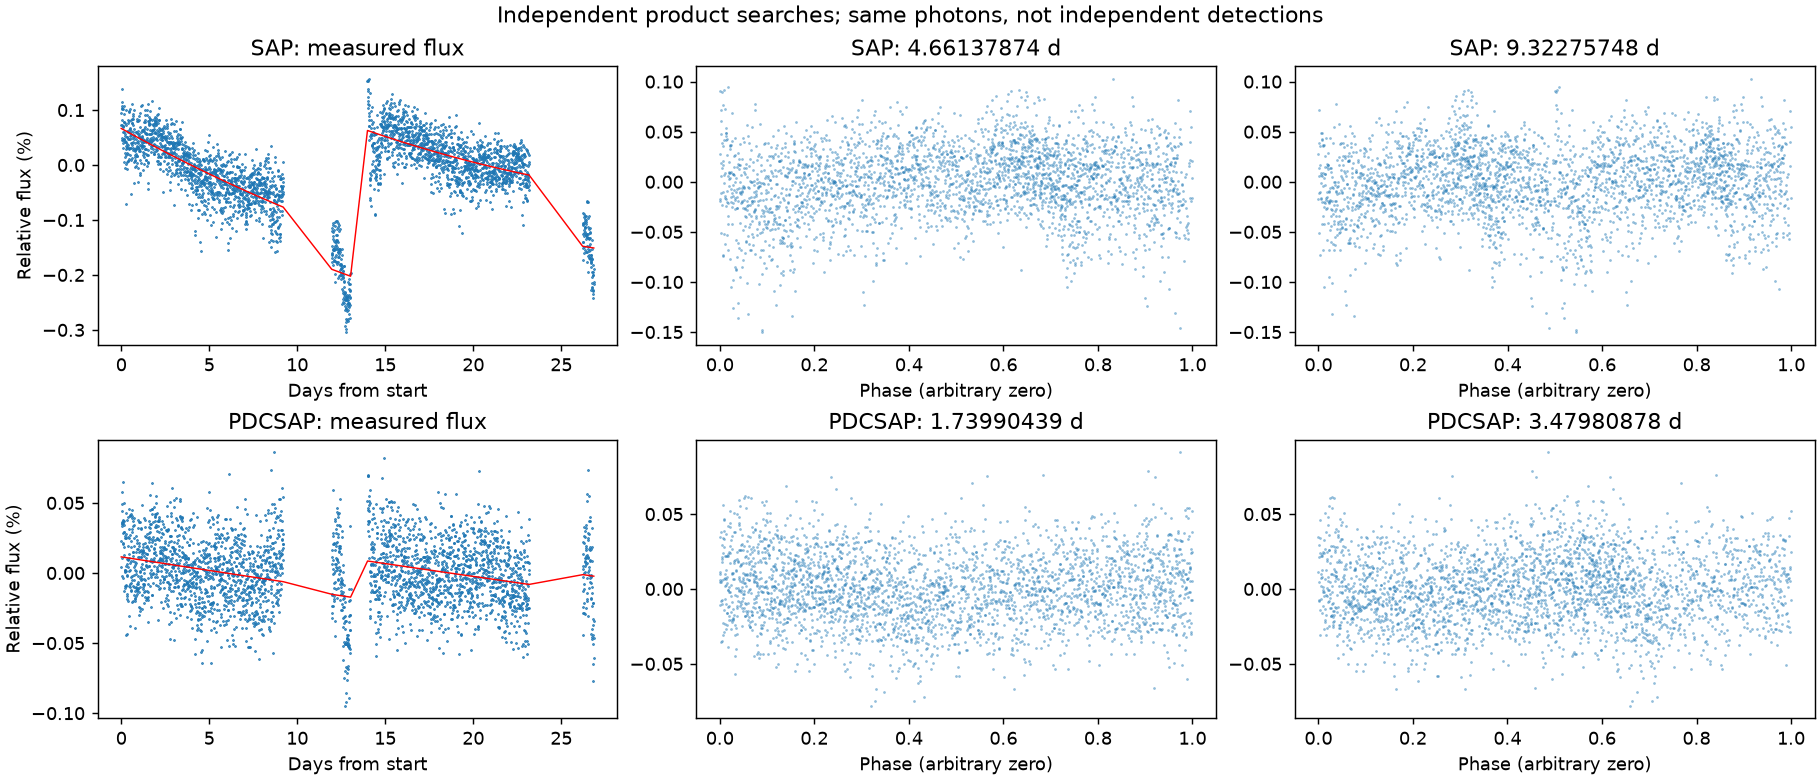 Independent product searches; same photons, not independent detections
SAP: measured flux
SAP: 4.66137874 d
SAP: 9.32275748 d
Relative flux (%)
0.1
0.0
−0.1
−0.2
−0.3
0 5 10 15 20 25
Days from start
0.10
0.05
0.00
−0.05
−0.10
−0.15
0.0 0.2 0.4 0.6 0.8 1.0
Phase (arbitrary zero)
0.10
0.05
0.00
−0.05
−0.10
−0.15
0.0 0.2 0.4 0.6 0.8 1.0
Phase (arbitrary zero)
PDCSAP: measured flux
PDCSAP: 1.73990439 d
PDCSAP: 3.47980878 d
Relative flux (%)
0.05
0.00
−0.05
−0.10
0 5 10 15 20 25
Days from start
0.05
0.00
−0.05
0.0 0.2 0.4 0.6 0.8 1.0
Phase (arbitrary zero)
0.05
0.00
−0.05
0.0 0.2 0.4 0.6 0.8 1.0
Phase (arbitrary zero)